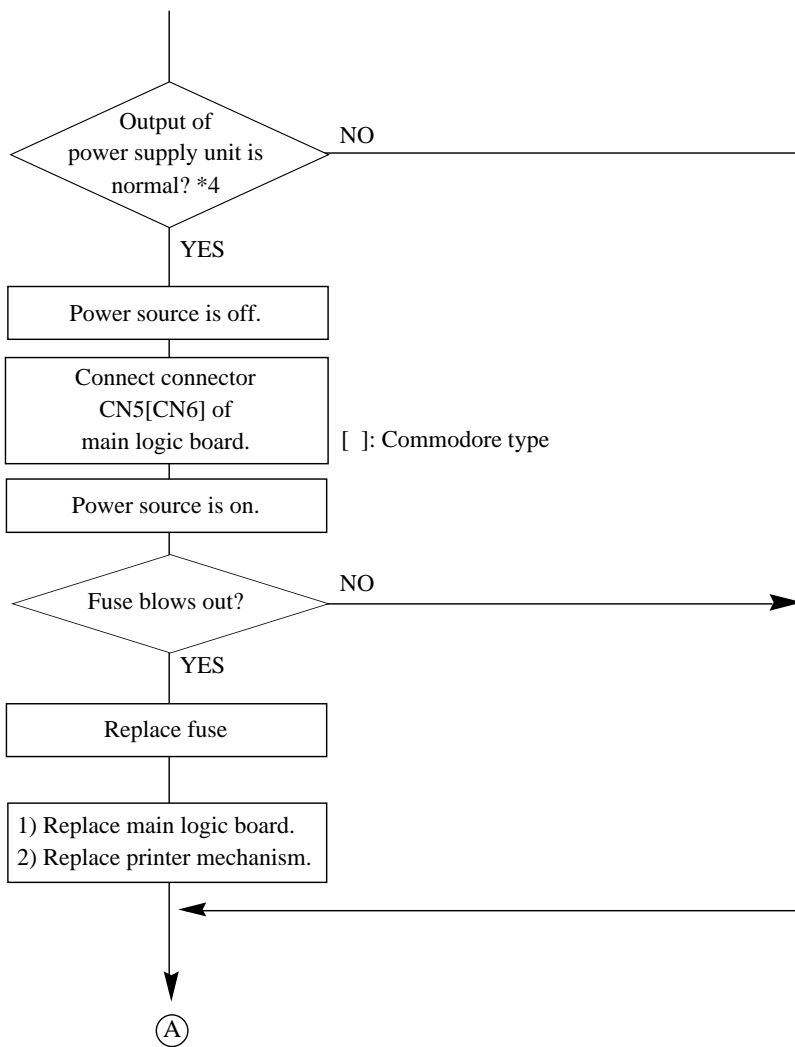 Output of
power supply unit is
normal? *4
NO
YES
Power source is off.
Connect connector
CN5[CN6] of
main logic board.
[  ]: Commodore type
Power source is on.
Fuse blows out?
NO
YES
Replace fuse
1) Replace main logic board.
2) Replace printer mechanism.
A